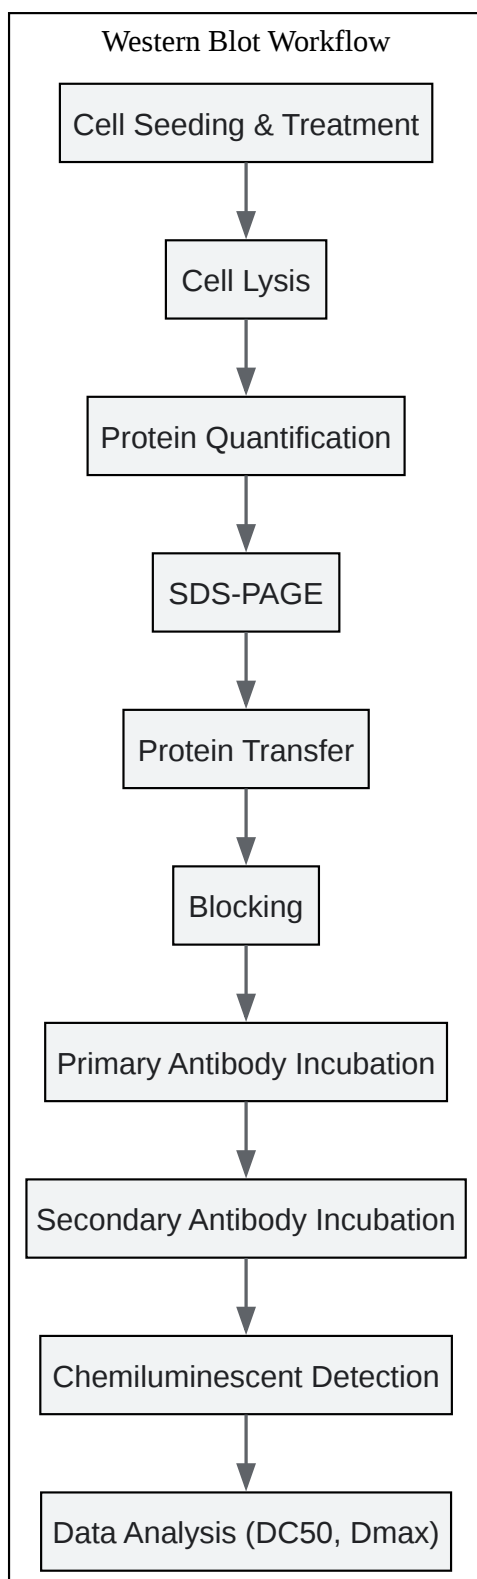 Western Blot Workflow
Cell Seeding & Treatment
Cell Lysis
Protein Quantification
SDS-PAGE
Protein Transfer
Blocking
Primary Antibody Incubation
Secondary Antibody Incubation
Chemiluminescent Detection
Data Analysis (DC50, Dmax)